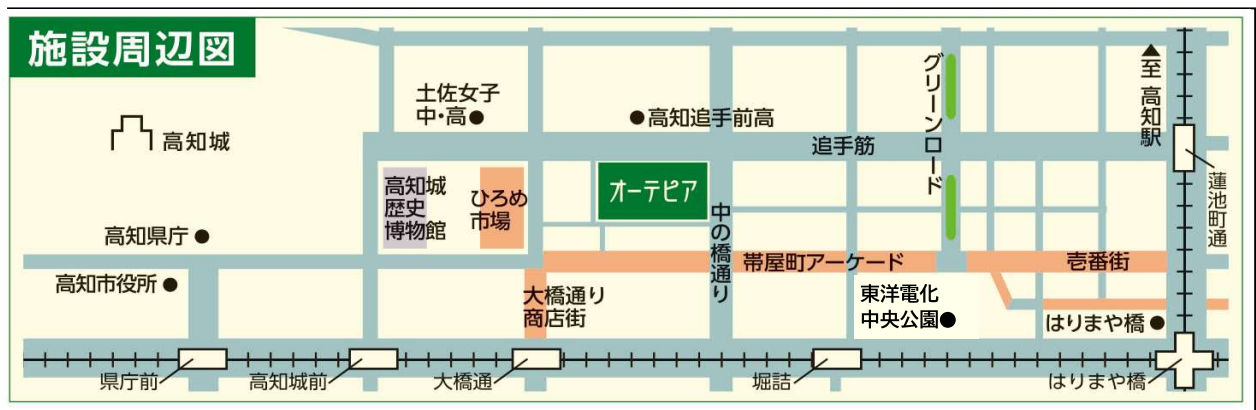 施設周辺図
土佐女子
中・高●
●高知追手前高
グリーンロード
▲至 高知駅
高知城
追手筋
オーテピア
高知城
歴史
博物館
ひろめ
市場
蓮池町通
中の橋通り
高知県庁●
帯屋町アーケード
壱番街
高知市役所●
大橋通り
商店街
東洋電化
中央公園●
はりまや橋●
県庁前
高知城前
大橋通
堀詰
はりまや橋